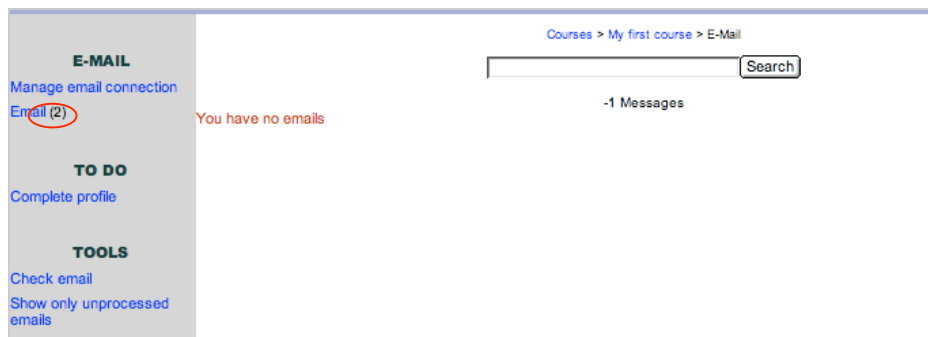 Courses > My first course > E-Mail
Search
-1 Messages
You have no emails
E-MAIL
Manage email connection
Email (2)
TO DO
Complete profile
TOOLS
Check email
Show only unprocessed
emails